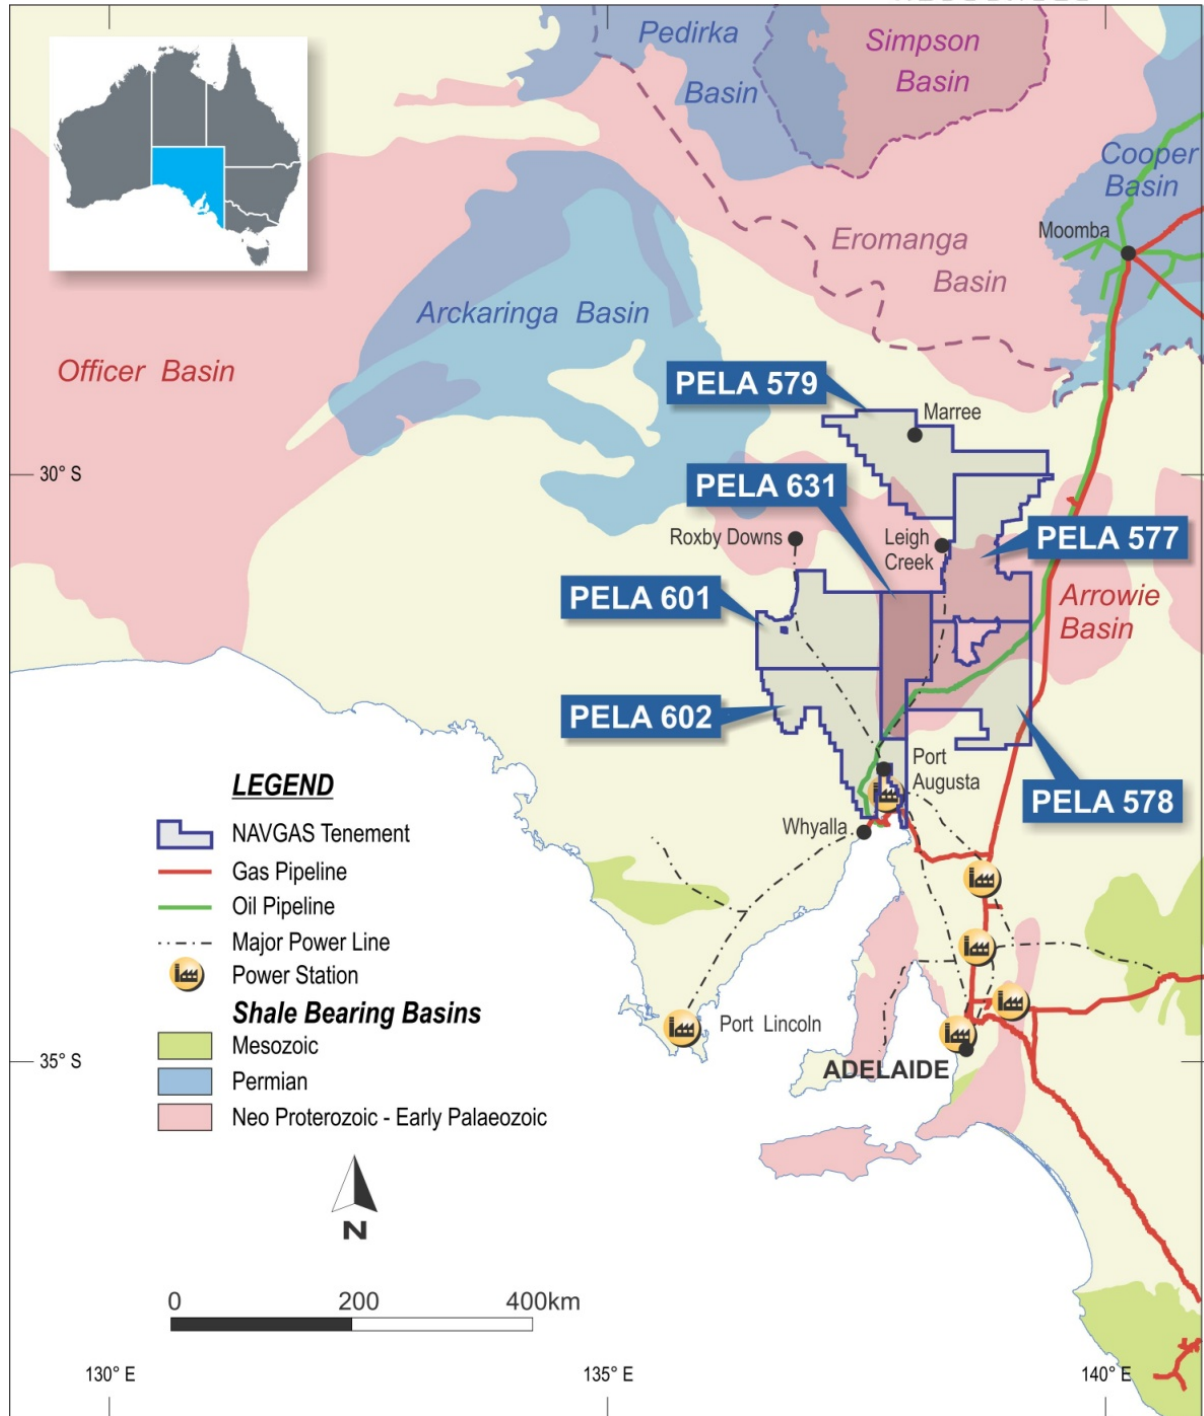 Pedirka
Basin
Simpson
Basin
Cooper
Basin
Moomba
Eromanga
Basin
Arckaringa Basin
Officer Basin
PELA 579
Marree
30° S
PELA 631
Roxby Downs
Leigh
Creek
PELA 577
PELA 601
Arrowie
Basin
PELA 602
Port
Augusta
PELA 578
Whyalla
LEGEND
NAVGAS Tenement
Gas Pipeline
Oil Pipeline
Major Power Line
Power Station
Shale Bearing Basins
Mesozoic
Permian
Neo Proterozoic - Early Palaeozoic
Port Lincoln
35° S
ADELAIDE
N
0 200 400km
130° E 135° E 140° E